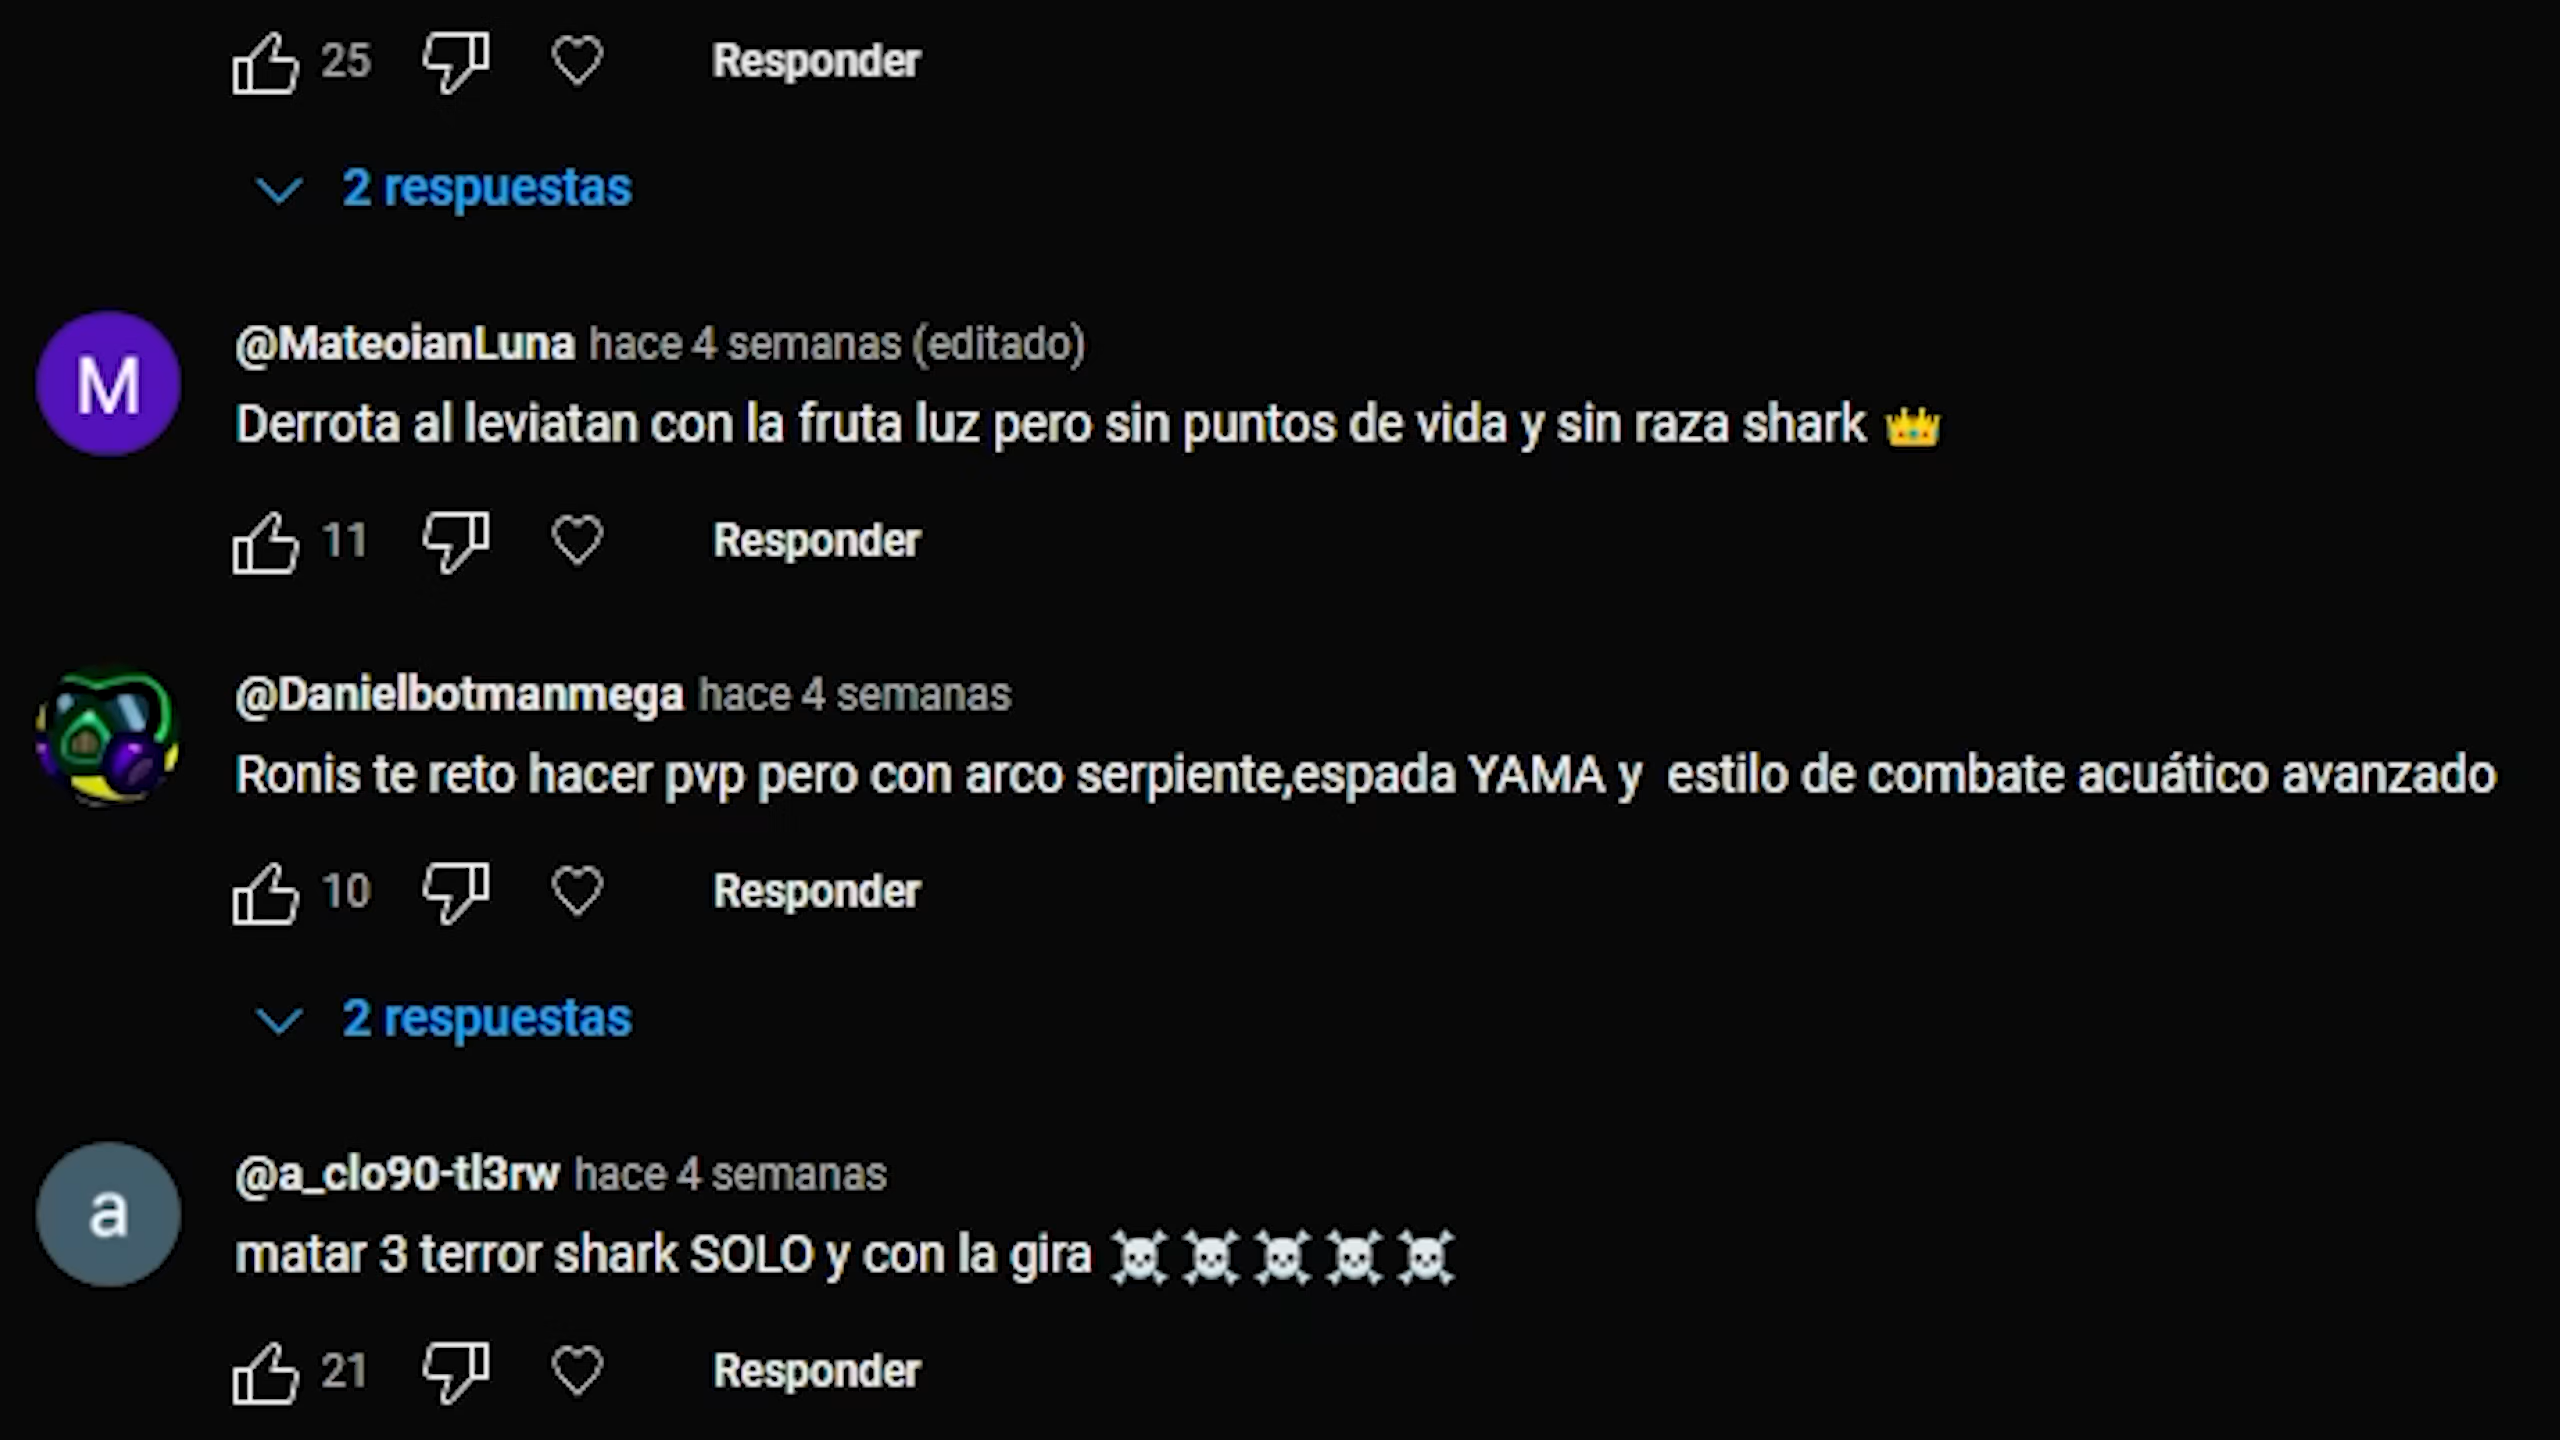 25 Responder
2 respuestas
M
@MateoianLuna hace 4 semanas (editado)
Derrota al leviatan con la fruta luz pero sin puntos de vida y sin raza shark 👑
11 Responder
@Danielbotmanmega hace 4 semanas
Ronis te reto hacer pvp pero con arco serpiente,espada YAMA y  estilo de combate acuático avanzado
10 Responder
2 respuestas
a
@a_clo90-tl3rw hace 4 semanas
matar 3 terror shark SOLO y con la gira ☠️☠️☠️☠️☠️
21 Responder